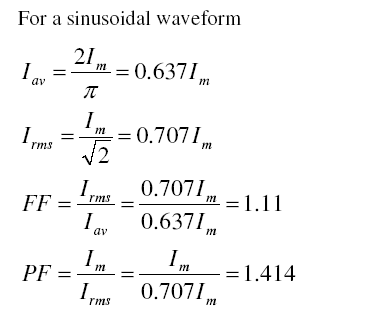 For a sinusoidal waveform
I_av = 2I_m / π = 0.637I_m
I_rms = I_m / √2 = 0.707I_m
FF = I_rms / I_av = 0.707I_m / 0.637I_m = 1.11
PF = I_m / I_rms = I_m / 0.707I_m = 1.414